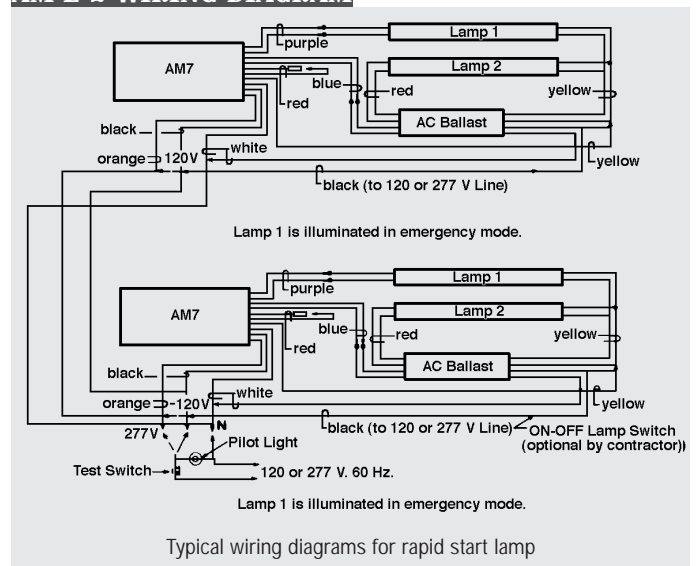 WIRING DIAGRAM
purple
Lamp 1
AM7
Lamp 2
blue
red
yellow
red
AC Ballast
black
white
orange
120V
yellow
black (to 120 or 277 V Line)
Lamp 1 is illuminated in emergency mode.
Lamp 1
purple
AM7
Lamp 2
blue
red
yellow
red
AC Ballast
black
white
orange
-120V
yellow
277V
N
black (to 120 or 277 V Line)
ON-OFF Lamp Switch
(optional by contractor))
Pilot Light
Test Switch
120 or 277 V. 60 Hz.
Lamp 1 is illuminated in emergency mode.
Typical wiring diagrams for rapid start lamp